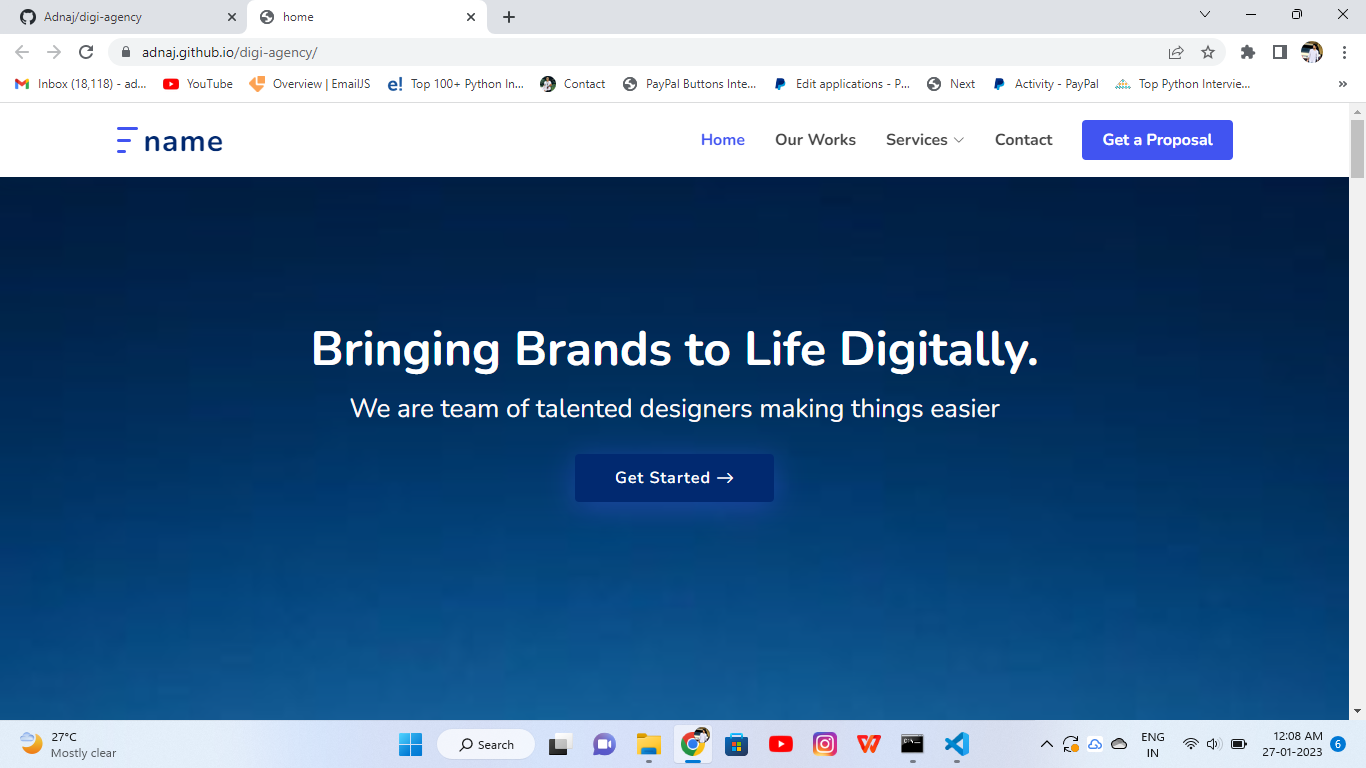 Adnaj/digi-agency
home
adnaj.github.io/digi-agency/
Inbox (18,118) - ad...
YouTube
Overview | EmailJS
e! Top 100+ Python In...
Contact
PayPal Buttons Inte...
Edit applications - P...
Next
Activity - PayPal
Top Python Intervie...
»
name
Home
Our Works
Services
Contact
Get a Proposal
Bringing Brands to Life Digitally.
We are team of talented designers making things easier
Get Started →
27°C
Mostly clear
Search
ENG
IN
12:08 AM
27-01-2023
6